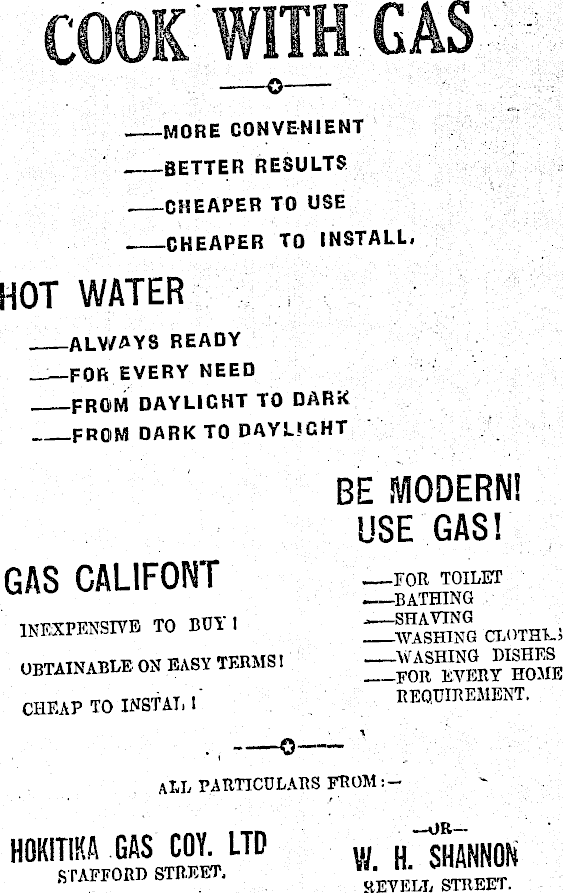 COOK WITH GAS
—MORE CONVENIENT
—BETTER RESULTS
—CHEAPER TO USE
—CHEAPER TO INSTALL.
HOT WATER
—ALWAYS READY
—FOR EVERY NEED
—FROM DAYLIGHT TO DARK
—FROM DARK TO DAYLIGHT
BE MODERN!
USE GAS!
—FOR TOILET
—BATHING
—SHAVING
—WASHING CLOTHES
—WASHING DISHES
—FOR EVERY HOME
REQUIREMENT.
GAS CALIFONT
INEXPENSIVE TO BUY!
OBTAINABLE ON EASY TERMS!
CHEAP TO INSTAL!
ALL PARTICULARS FROM:—
HOKITIKA GAS COY. LTD
STAFFORD STREET.
—OR—
W. H. SHANNON
REVELL STREET.